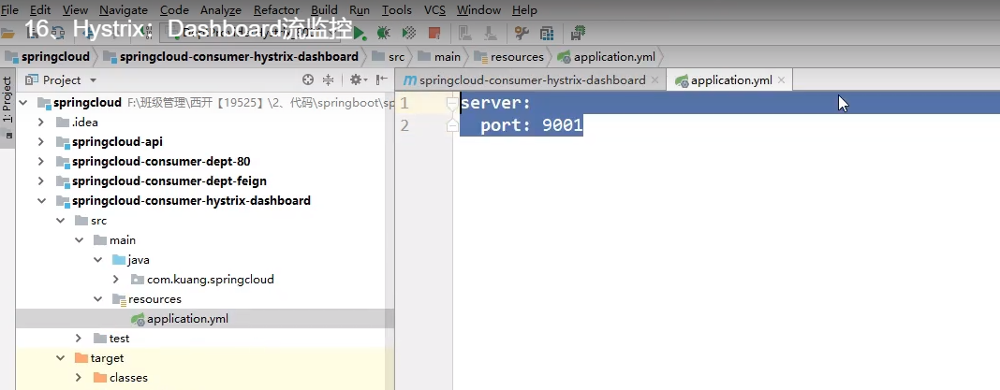 File Edit View Navigate Code Analyze Refactor Build Run Tools VCS Window Help
16、Hystrix：Dashboard流监控
springcloud springcloud-consumer-hystrix-dashboard src main resources application.yml
1: Project
Project
springcloud-consumer-hystrix-dashboard application.yml
springcloud F:\班级管理\西开【19525】\2、代码\springboot\sp
.idea
springcloud-api
springcloud-consumer-dept-80
springcloud-consumer-dept-feign
springcloud-consumer-hystrix-dashboard
src
main
java
com.kuang.springcloud
resources
application.yml
test
target
classes
1 server:
2 port: 9001